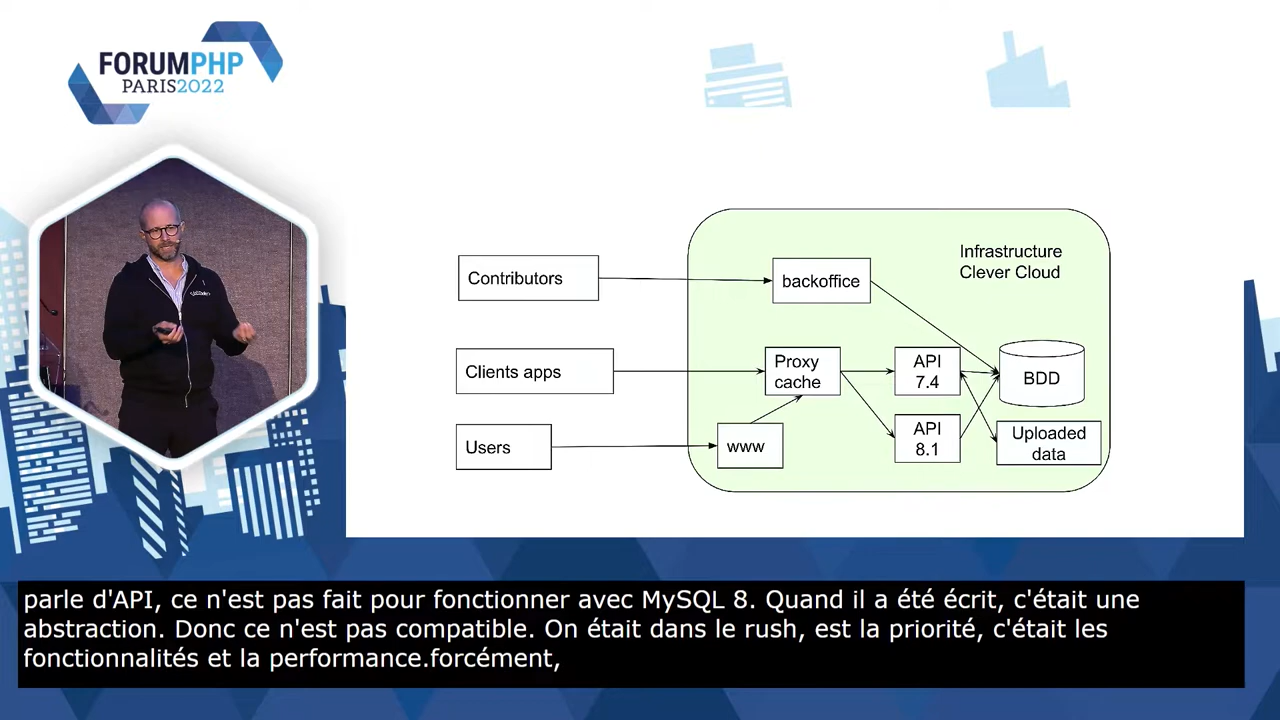 FORUMPHP
PARIS2022
Infrastructure
Clever Cloud
Contributors
backoffice
Clients apps
Proxy
cache
API
7.4
BDD
Users
www
API
8.1
Uploaded
data
parle d'API, ce n'est pas fait pour fonctionner avec MySQL 8. Quand il a été écrit, c'était une
abstraction. Donc ce n'est pas compatible. On était dans le rush, est la priorité, c'était les
fonctionnalités et la performance.forcément,